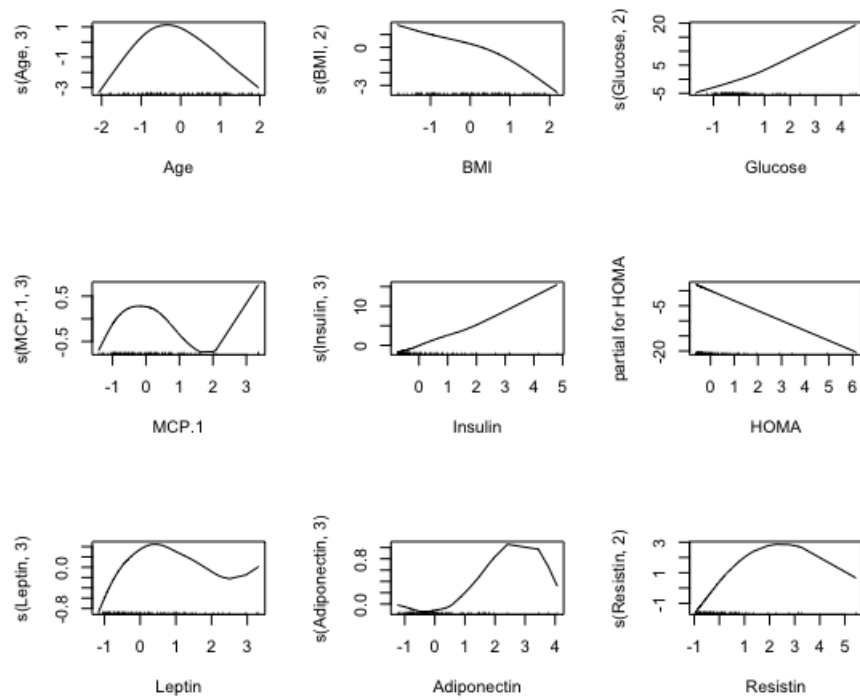 s(Age, 3)
1
-1
-3
-2 -1 0 1 2
Age
s(BMI, 2)
0
-3
-1 0 1 2
BMI
s(Glucose, 2)
20
5
-5
-1 1 2 3 4
Glucose
s(MCP.1, 3)
0.5
-0.5
-1 0 1 2 3
MCP.1
s(Insulin, 3)
10
0
0 1 2 3 4 5
Insulin
partial for HOMA
-5
-20
0 1 2 3 4 5 6
HOMA
s(Leptin, 3)
0.0
-0.8
-1 0 1 2 3
Leptin
s(Adiponectin, 3)
0.8
0.0
-1 0 1 2 3 4
Adiponectin
s(Resistin, 2)
3
1
-1
-1 0 1 2 3 4 5
Resistin